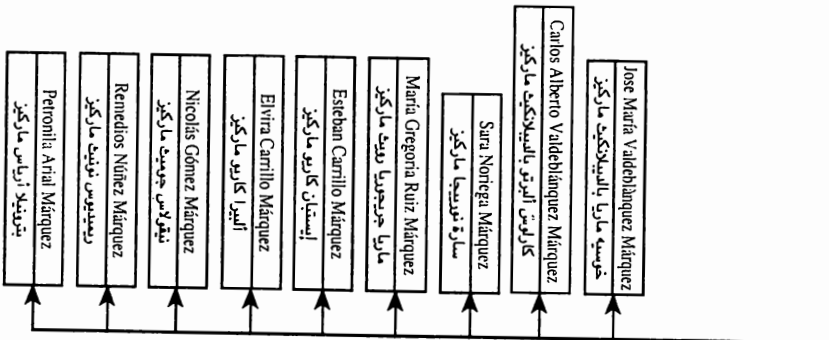 Jose María Valdeblànquez Márquez
خوسيه ماريا بالديبلانكيث ماركيز
Carlos Alberto Valdeblánquez Márquez
كارلوس ألبرتو بالديبلانكيث ماركيز
Sara Noriega Márquez
سارة نورييجا ماركيز
María Gregoria Ruiz Márquez
ماريا جريجوريا رويث ماركيز
Esteban Carrillo Márquez
إيستبان كاريو ماركيز
Elvira Carrillo Márquez
ألبيرا كاريو ماركيز
Nicolás Gómez Márquez
نيقولاس جوميث ماركيز
Remedios Núñez Márquez
ريميديوس نونيث ماركيز
Petronila Arial Márquez
بترونيلا أرياس ماركيز